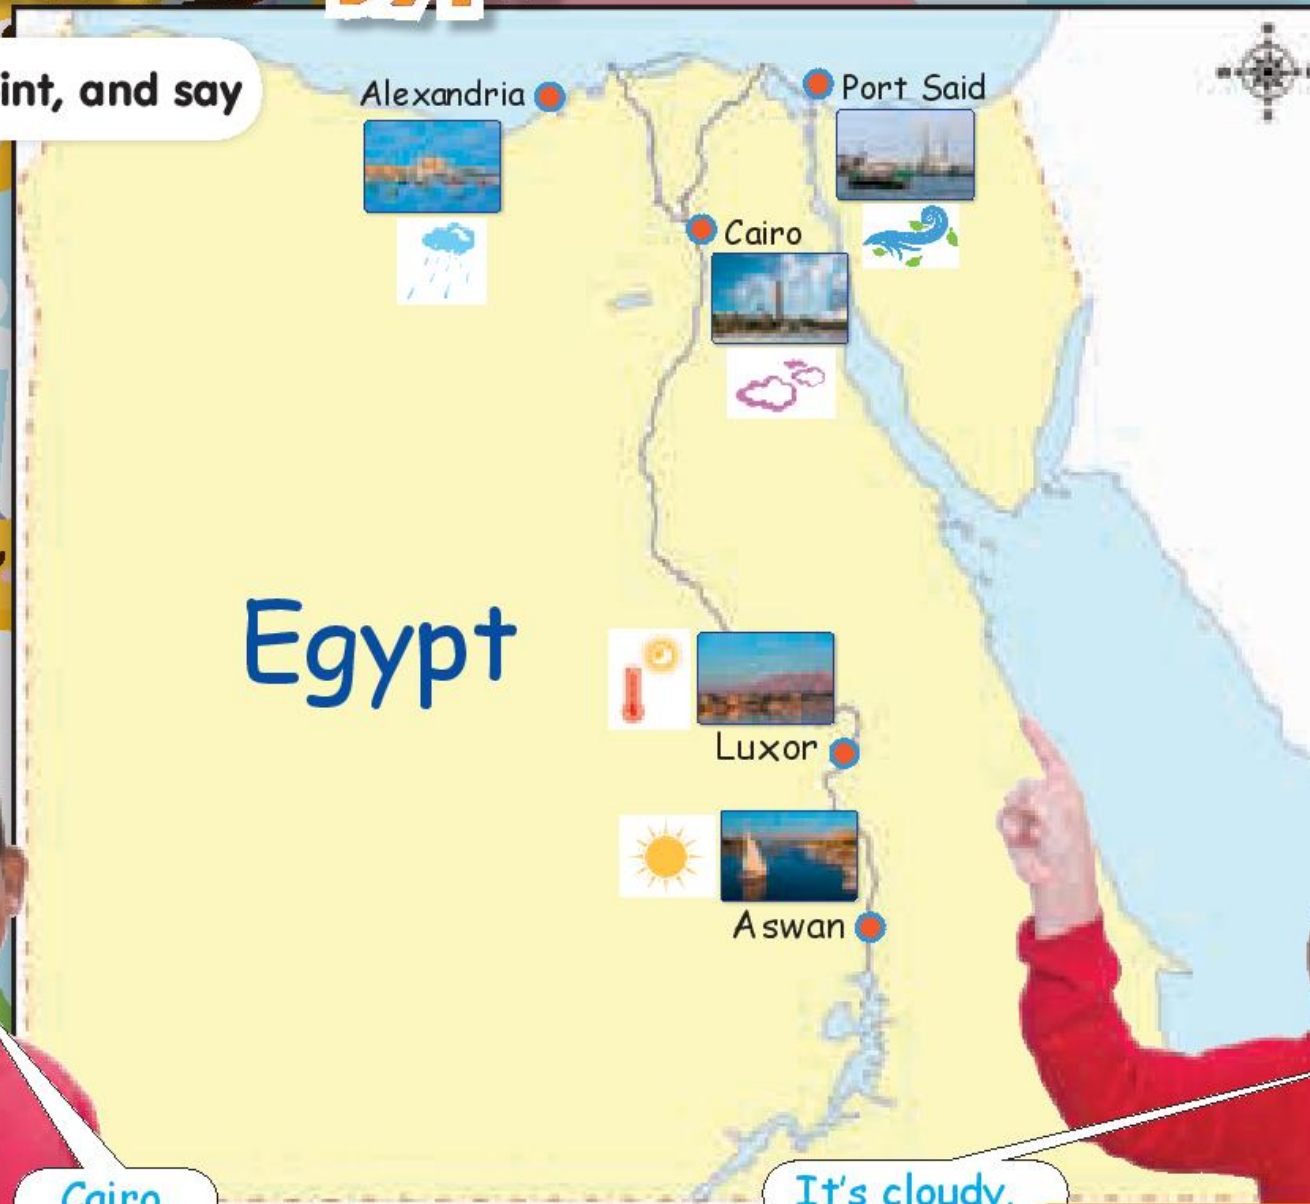 int, and say
Alexandria
Port Said
Cairo
Egypt
Luxor
Aswan
Cairo
It's cloudy.